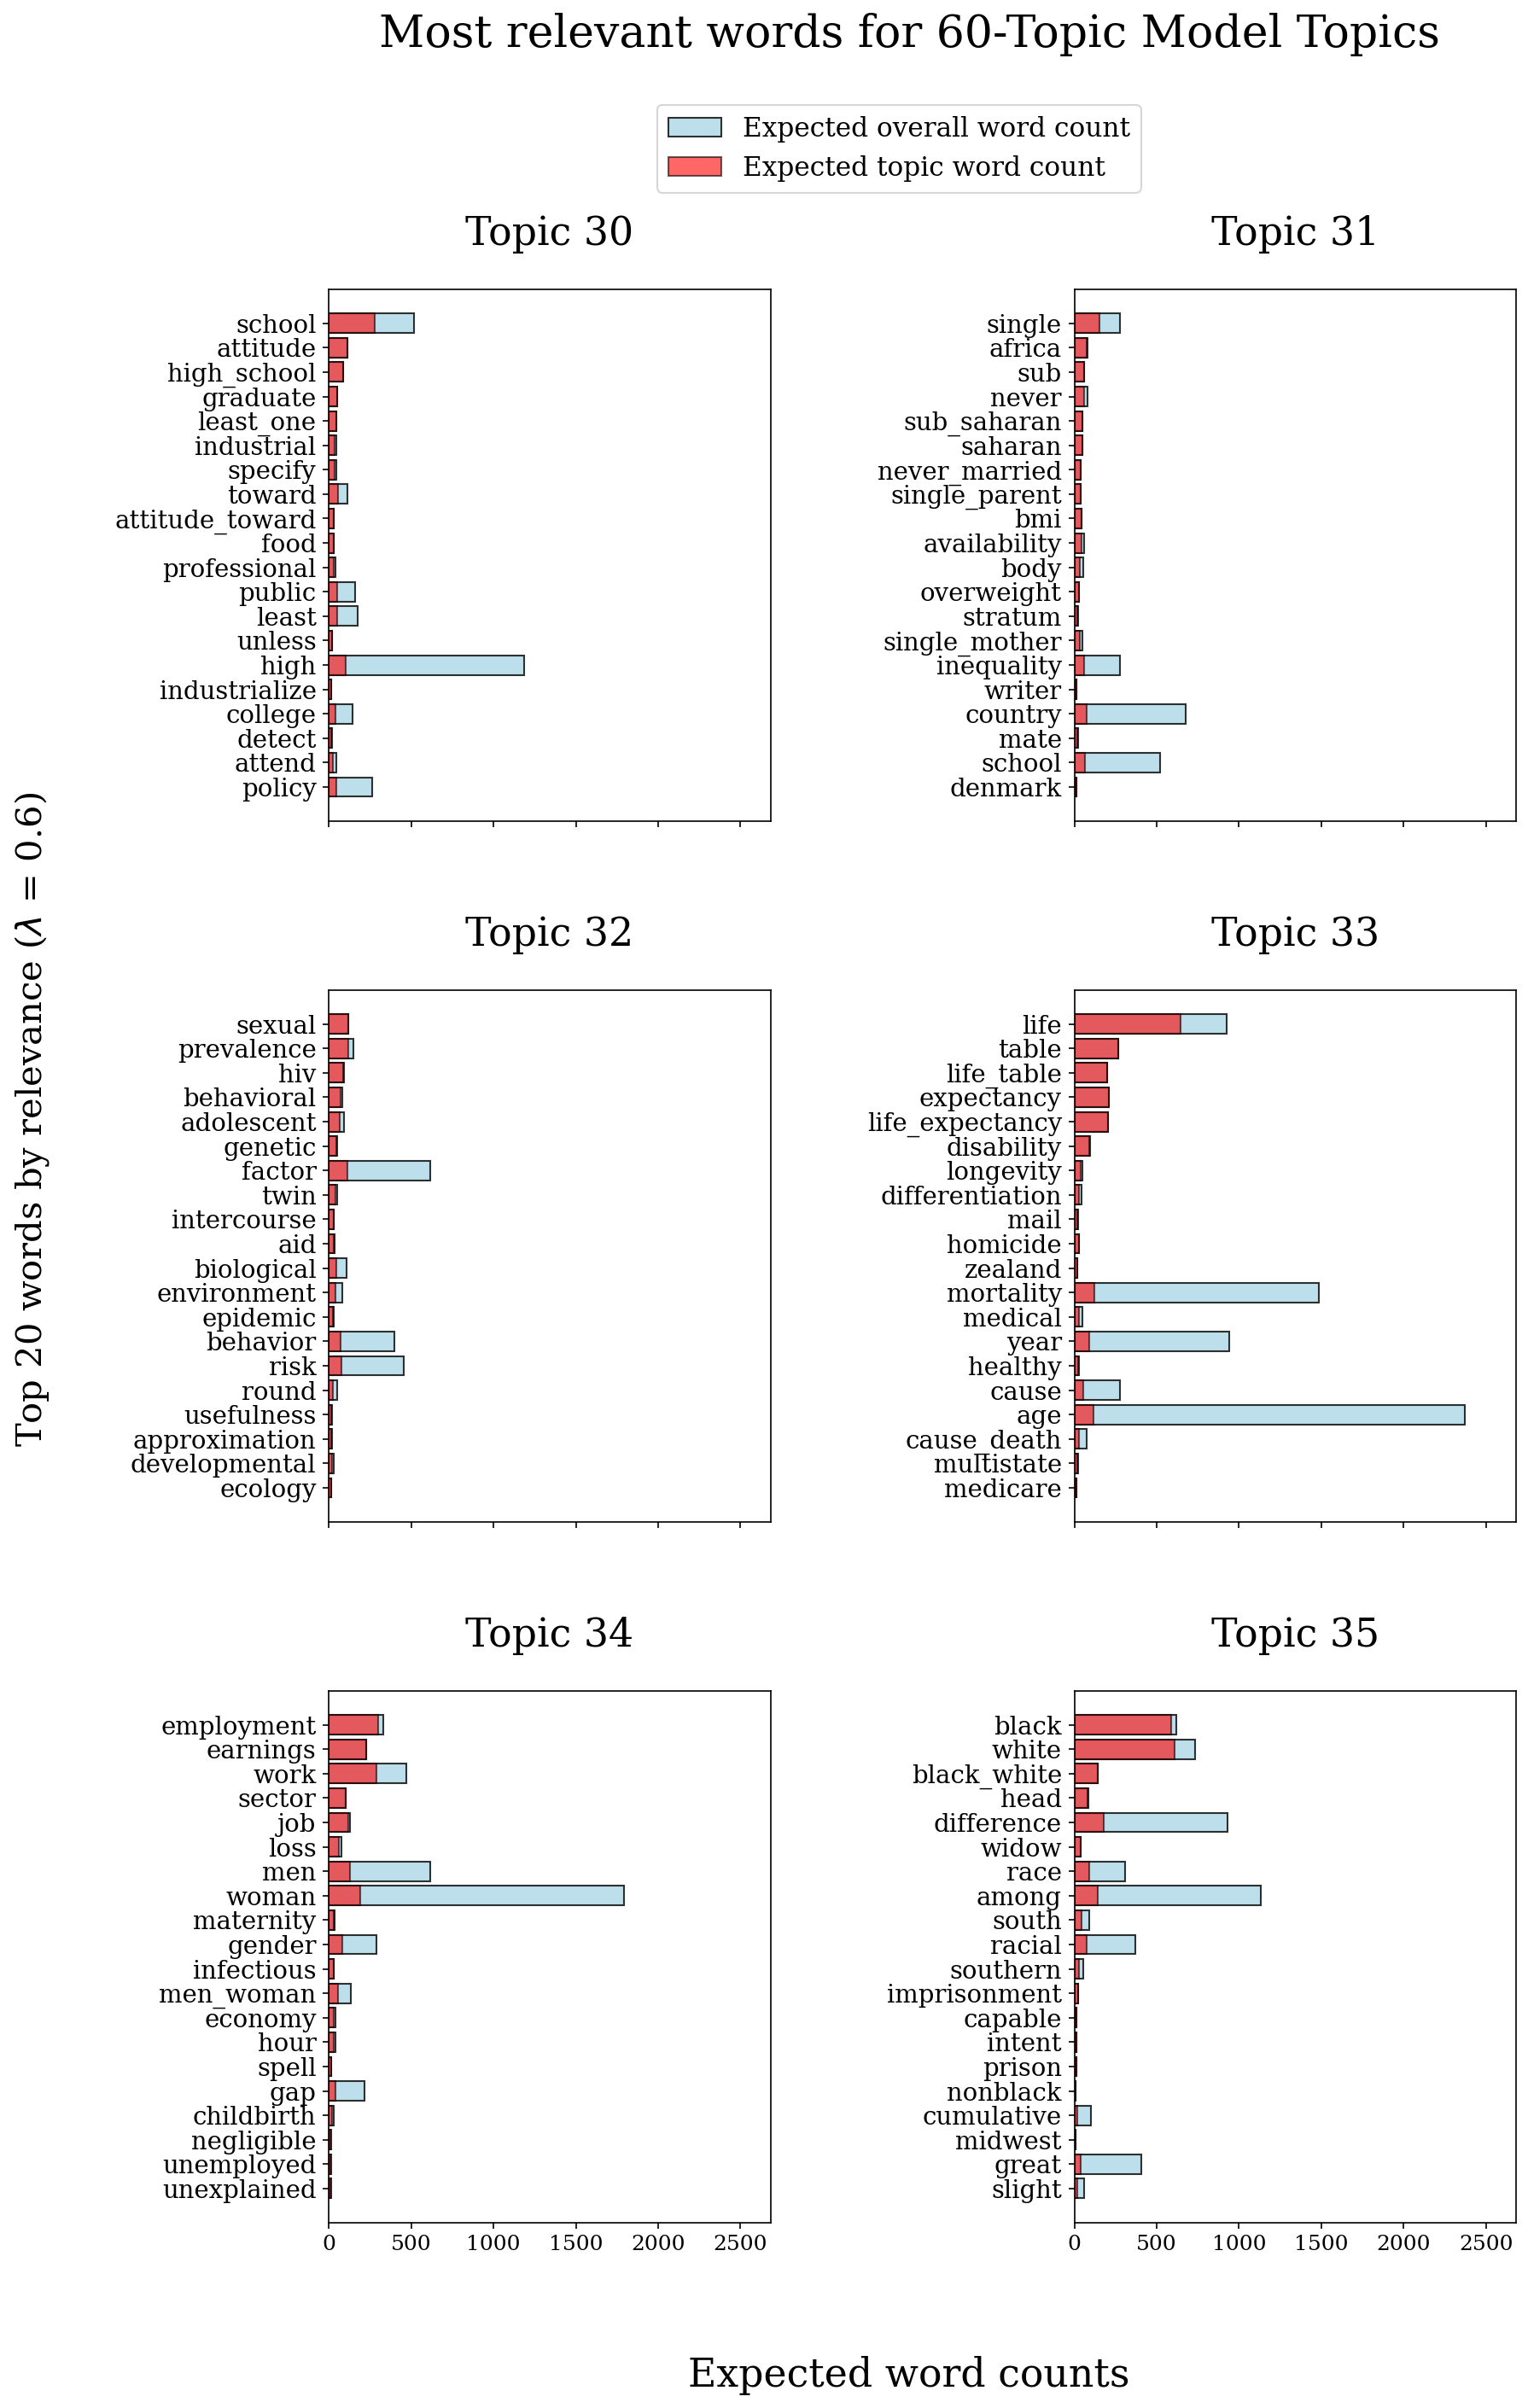 Most relevant words for 60-Topic Model Topics
Expected overall word count
Expected topic word count
Top 20 words by relevance (λ = 0.6)
Topic 30
school
attitude
high_school
graduate
least_one
industrial
specify
toward
attitude_toward
food
professional
public
least
unless
high
industrialize
college
detect
attend
policy
Topic 31
single
africa
sub
never
sub_saharan
saharan
never_married
single_parent
bmi
availability
body
overweight
stratum
single_mother
inequality
writer
country
mate
school
denmark
Topic 32
sexual
prevalence
hiv
behavioral
adolescent
genetic
factor
twin
intercourse
aid
biological
environment
epidemic
behavior
risk
round
usefulness
approximation
developmental
ecology
Topic 33
life
table
life_table
expectancy
life_expectancy
disability
longevity
differentiation
mail
homicide
zealand
mortality
medical
year
healthy
cause
age
cause_death
multistate
medicare
Topic 34
employment
earnings
work
sector
job
loss
men
woman
maternity
gender
infectious
men_woman
economy
hour
spell
gap
childbirth
negligible
unemployed
unexplained
0 500 1000 1500 2000 2500
Topic 35
black
white
black_white
head
difference
widow
race
among
south
racial
southern
imprisonment
capable
intent
prison
nonblack
cumulative
midwest
great
slight
0 500 1000 1500 2000 2500
Expected word counts